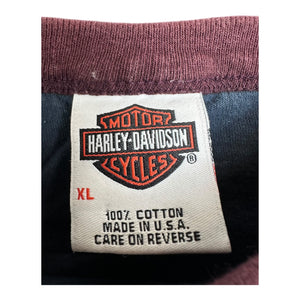 MOTOR
HARLEY-DAVIDSON
CYCLES
®
XL
100% COTTON
MADE IN U.S.A.
CARE ON REVERSE